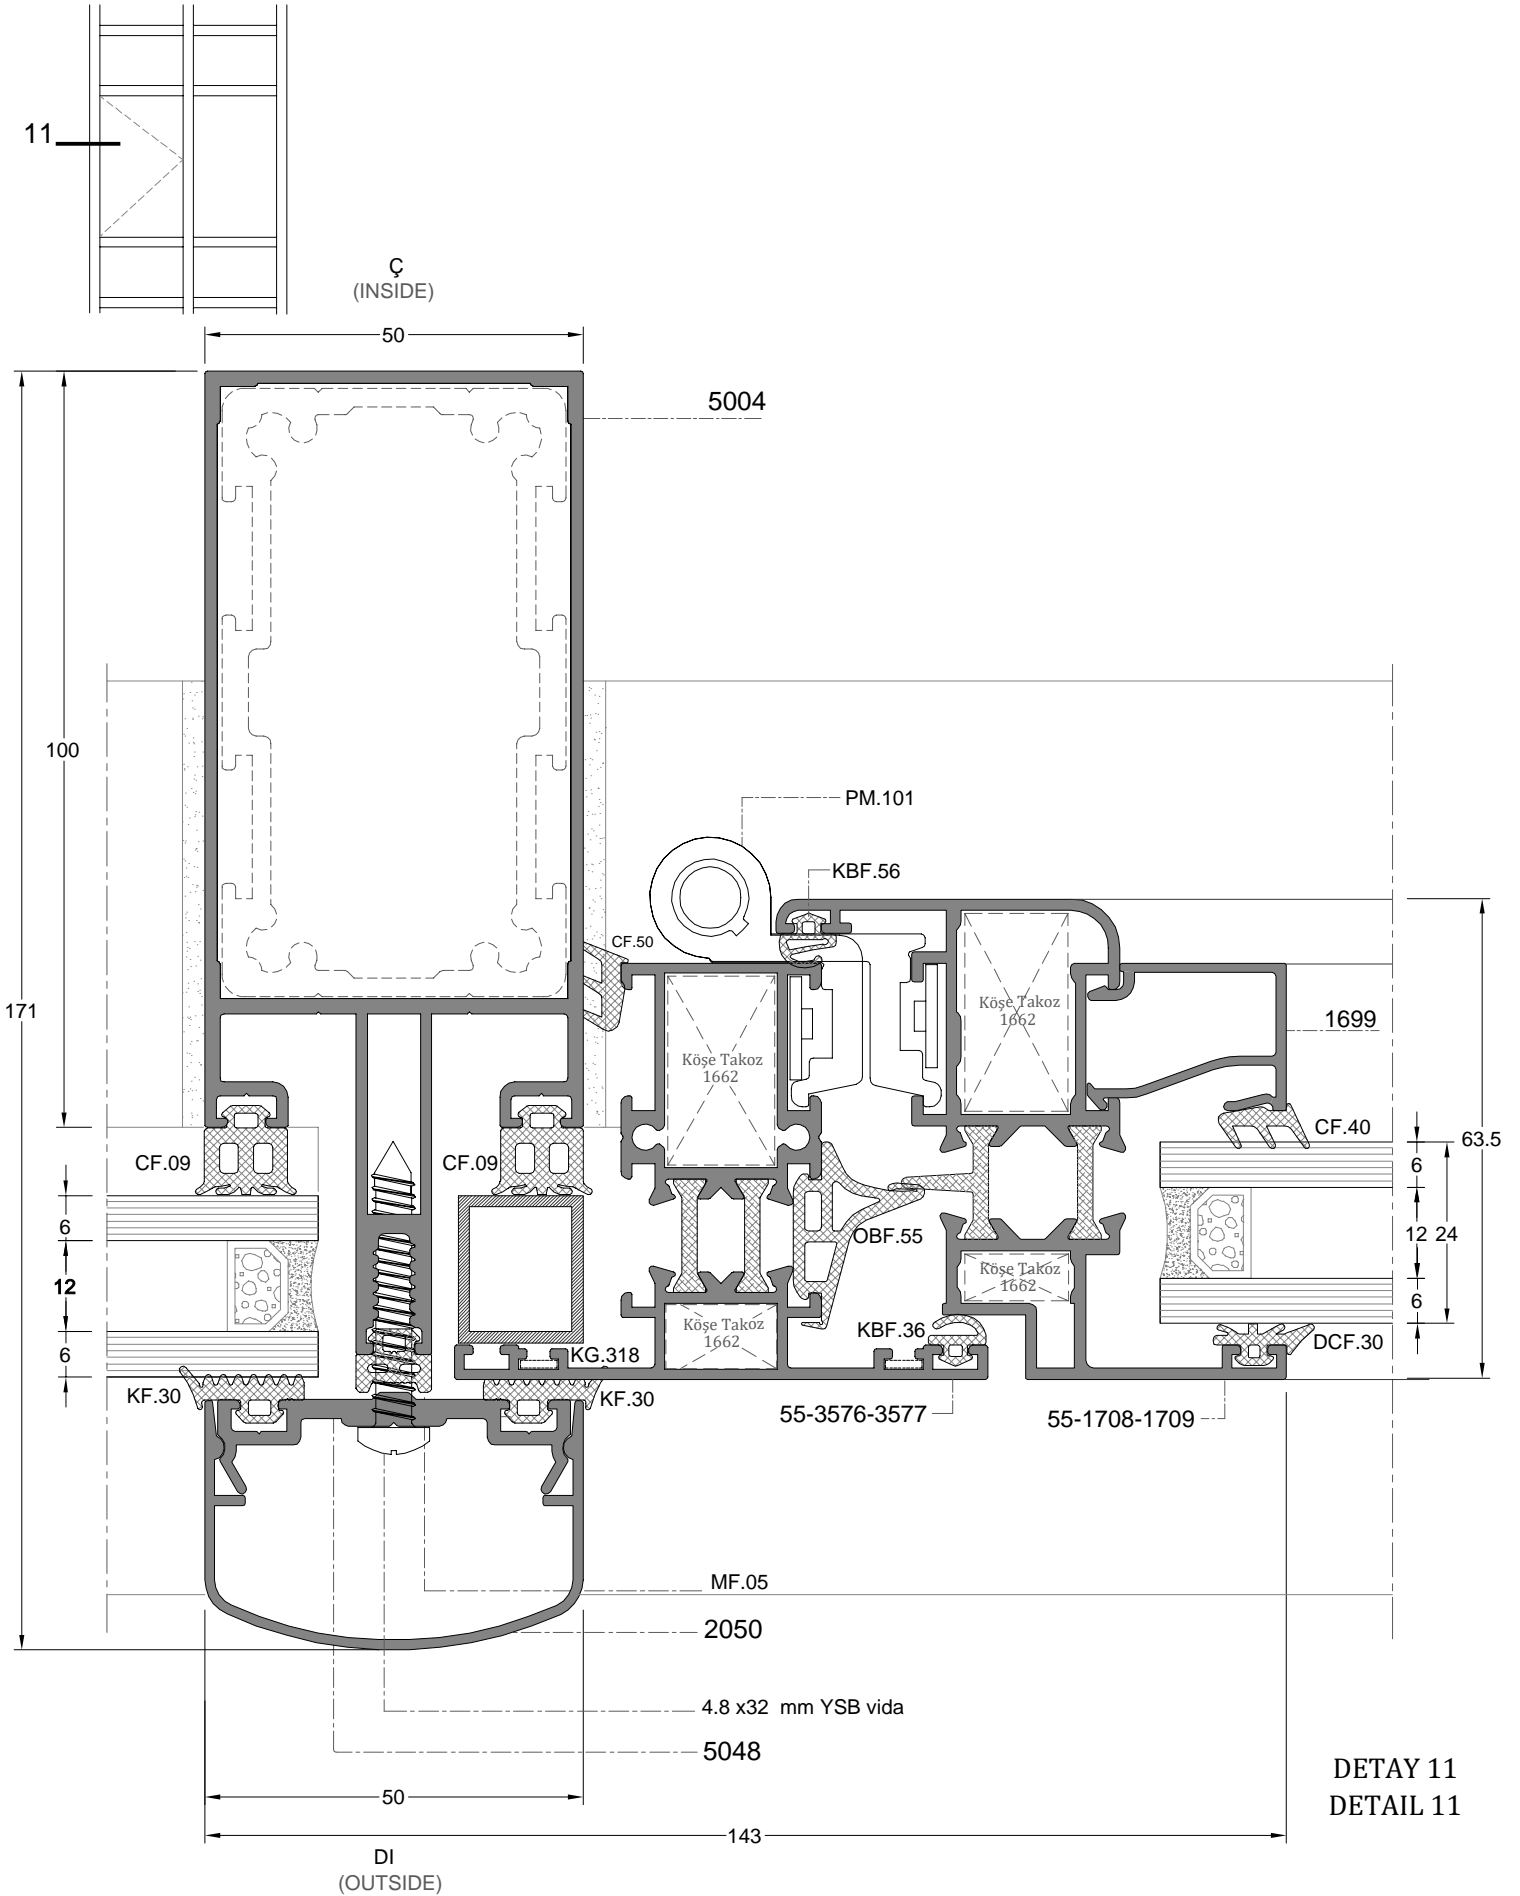 11
Ç
(INSIDE)
50
5004
100
171
PM.101
KBF.56
CF.50
Köşe Takoz
1662
1699
Köşe Takoz
1662
CF.40
63.5
CF.09
CF.09
6
6
OBF.55
12
24
12
Köşe Takoz
1662
6
Köşe Takoz
1662
KBF.36
DCF.30
6
KG.318
KF.30
KF.30
55-3576-3577
55-1708-1709
MF.05
2050
4.8 x32 mm YSB vida
5048
50
143
DETAY 11
DETAIL 11
DI
(OUTSIDE)